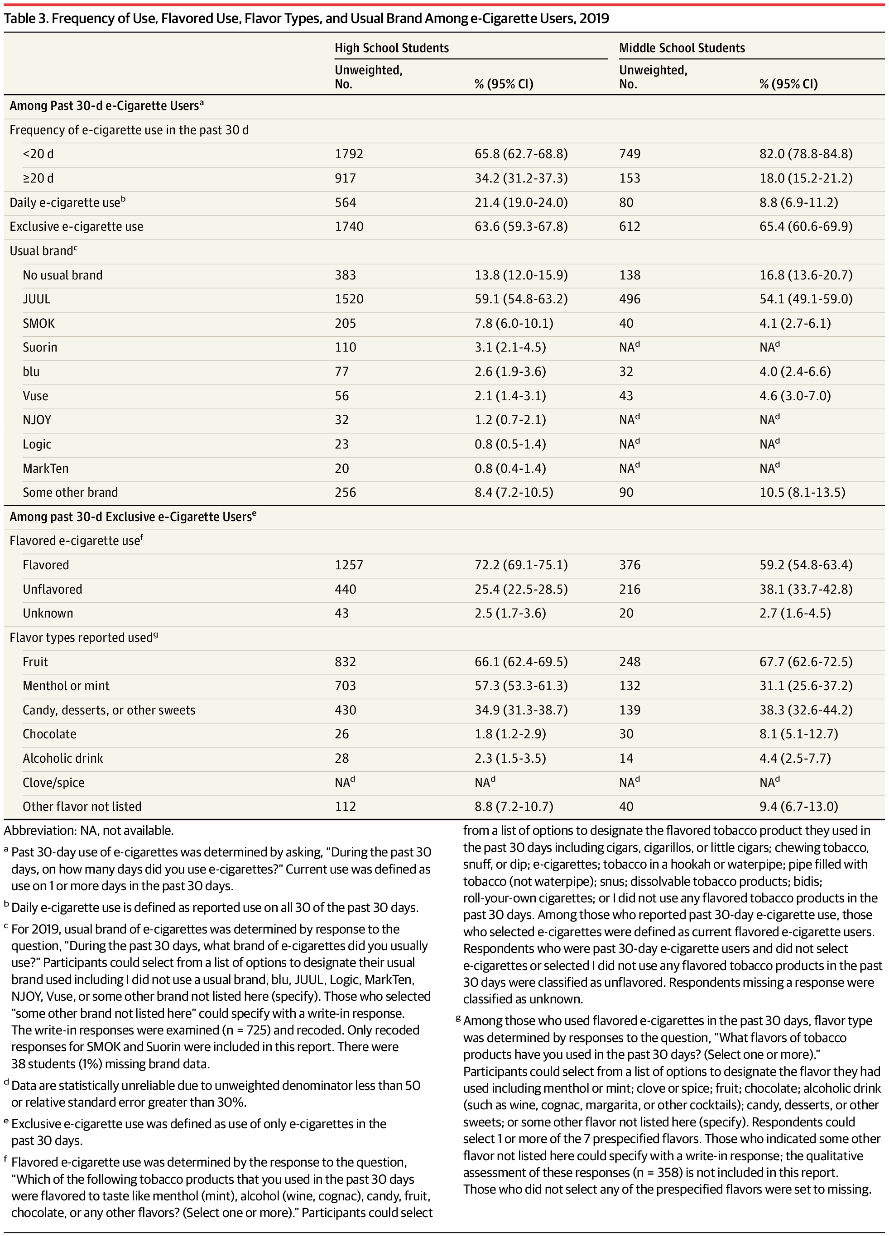 Table 3. Frequency of Use, Flavored Use, Flavor Types, and Usual Brand Among e-Cigarette Users, 2019
High School Students Middle School Students
Unweighted, No. % (95% CI) Unweighted, No. % (95% CI)
Among Past 30-d e-Cigarette Users a
Frequency of e-cigarette use in the past 30 d
<20 d 1792 65.8 (62.7-68.8) 749 82.0 (78.8-84.8)
≥20 d 917 34.2 (31.2-37.3) 153 18.0 (15.2-21.2)
Daily e-cigarette use b 564 21.4 (19.0-24.0) 80 8.8 (6.9-11.2)
Exclusive e-cigarette use 1740 63.6 (59.3-67.8) 612 65.4 (60.6-69.9)
Usual brand c
No usual brand 383 13.8 (12.0-15.9) 138 16.8 (13.6-20.7)
JUUL 1520 59.1 (54.8-63.2) 496 54.1 (49.1-59.0)
SMOK 205 7.8 (6.0-10.1) 40 4.1 (2.7-6.1)
Suorin 110 3.1 (2.1-4.5) NA d NA d
blu 77 2.6 (1.9-3.6) 32 4.0 (2.4-6.6)
Vuse 56 2.1 (1.4-3.1) 43 4.6 (3.0-7.0)
NJOY 32 1.2 (0.7-2.1) NA d NA d
Logic 23 0.8 (0.5-1.4) NA d NA d
MarkTen 20 0.8 (0.4-1.4) NA d NA d
Some other brand 256 8.4 (7.2-10.5) 90 10.5 (8.1-13.5)
Among past 30-d Exclusive e-Cigarette Users e
Flavored e-cigarette use f
Flavored 1257 72.2 (69.1-75.1) 376 59.2 (54.8-63.4)
Unflavored 440 25.4 (22.5-28.5) 216 38.1 (33.7-42.8)
Unknown 43 2.5 (1.7-3.6) 20 2.7 (1.6-4.5)
Flavor types reported used g
Fruit 832 66.1 (62.4-69.5) 248 67.7 (62.6-72.5)
Menthol or mint 703 57.3 (53.3-61.3) 132 31.1 (25.6-37.2)
Candy, desserts, or other sweets 430 34.9 (31.3-38.7) 139 38.3 (32.6-44.2)
Chocolate 26 1.8 (1.2-2.9) 30 8.1 (5.1-12.7)
Alcoholic drink 28 2.3 (1.5-3.5) 14 4.4 (2.5-7.7)
Clove/spice NA d NA d NA d NA d
Other flavor not listed 112 8.8 (7.2-10.7) 40 9.4 (6.7-13.0)
Abbreviation: NA, not available.
a Past 30-day use of e-cigarettes was determined by asking, "During the past 30
days, on how many days did you use e-cigarettes?" Current use was defined as
use on 1 or more days in the past 30 days.
b Daily e-cigarette use is defined as reported use on all 30 of the past 30 days.
c For 2019, usual brand of e-cigarettes was determined by response to the
question, "During the past 30 days, what brand of e-cigarettes did you usually
use?" Participants could select from a list of options to designate their usual
brand used including I did not use a usual brand, blu, JUUL, Logic, MarkTen,
NJOY, Vuse, or some other brand not listed here (specify). Those who selected
"some other brand not listed here" could specify with a write-in response.
The write-in responses were examined (n = 725) and recoded. Only recoded
responses for SMOK and Suorin were included in this report. There were
38 students (1%) missing brand data.
d Data are statistically unreliable due to unweighted denominator less than 50
or relative standard error greater than 30%.
e Exclusive e-cigarette use was defined as use of only e-cigarettes in the
past 30 days.
f Flavored e-cigarette use was determined by the response to the question,
"Which of the following tobacco products that you used in the past 30 days
were flavored to taste like menthol (mint), alcohol (wine, cognac), candy, fruit,
chocolate, or any other flavors? (Select one or more)." Participants could select
from a list of options to designate the flavored tobacco product they used in
the past 30 days including cigars, cigarillos, or little cigars; chewing tobacco,
snuff, or dip; e-cigarettes; tobacco in a hookah or waterpipe; pipe filled with
tobacco (not waterpipe); snus; dissolvable tobacco products; bidis;
roll-your-own cigarettes; or I did not use any flavored tobacco products in the
past 30 days. Among those who reported past 30-day e-cigarette use, those
who selected e-cigarettes were defined as current flavored e-cigarette users.
Respondents who were past 30-day e-cigarette users and did not select
e-cigarettes or selected I did not use any flavored tobacco products in the past
30 days were classified as unflavored. Respondents missing a response were
classified as unknown.
g Among those who used flavored e-cigarettes in the past 30 days, flavor type
was determined by responses to the question, "What flavors of tobacco
products have you used in the past 30 days? (Select one or more)."
Participants could select from a list of options to designate the flavor they had
used including menthol or mint; clove or spice; fruit; chocolate; alcoholic drink
(such as wine, cognac, margarita, or other cocktails); candy, desserts, or other
sweets; or some other flavor not listed here (specify). Respondents could
select 1 or more of the 7 prespecified flavors. Those who indicated some other
flavor not listed here could specify with a write-in response; the qualitative
assessment of these responses (n = 358) is not included in this report.
Those who did not select any of the prespecified flavors were set to missing.